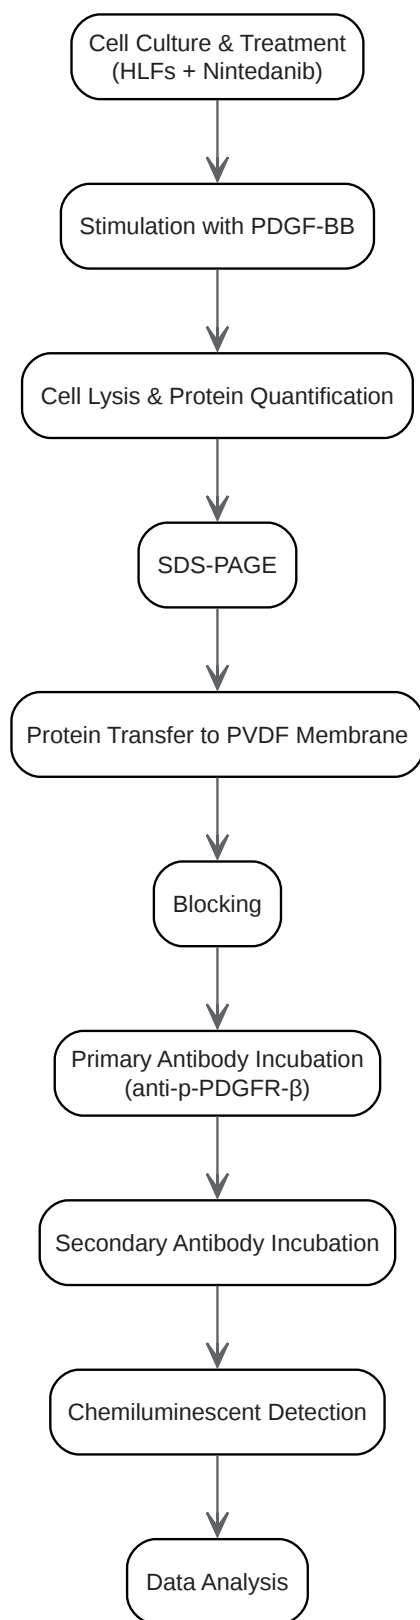 Cell Culture & Treatment
(HLFs + Nintedanib)
Stimulation with PDGF-BB
Cell Lysis & Protein Quantification
SDS-PAGE
Protein Transfer to PVDF Membrane
Blocking
Primary Antibody Incubation
(anti-p-PDGFR-β)
Secondary Antibody Incubation
Chemiluminescent Detection
Data Analysis